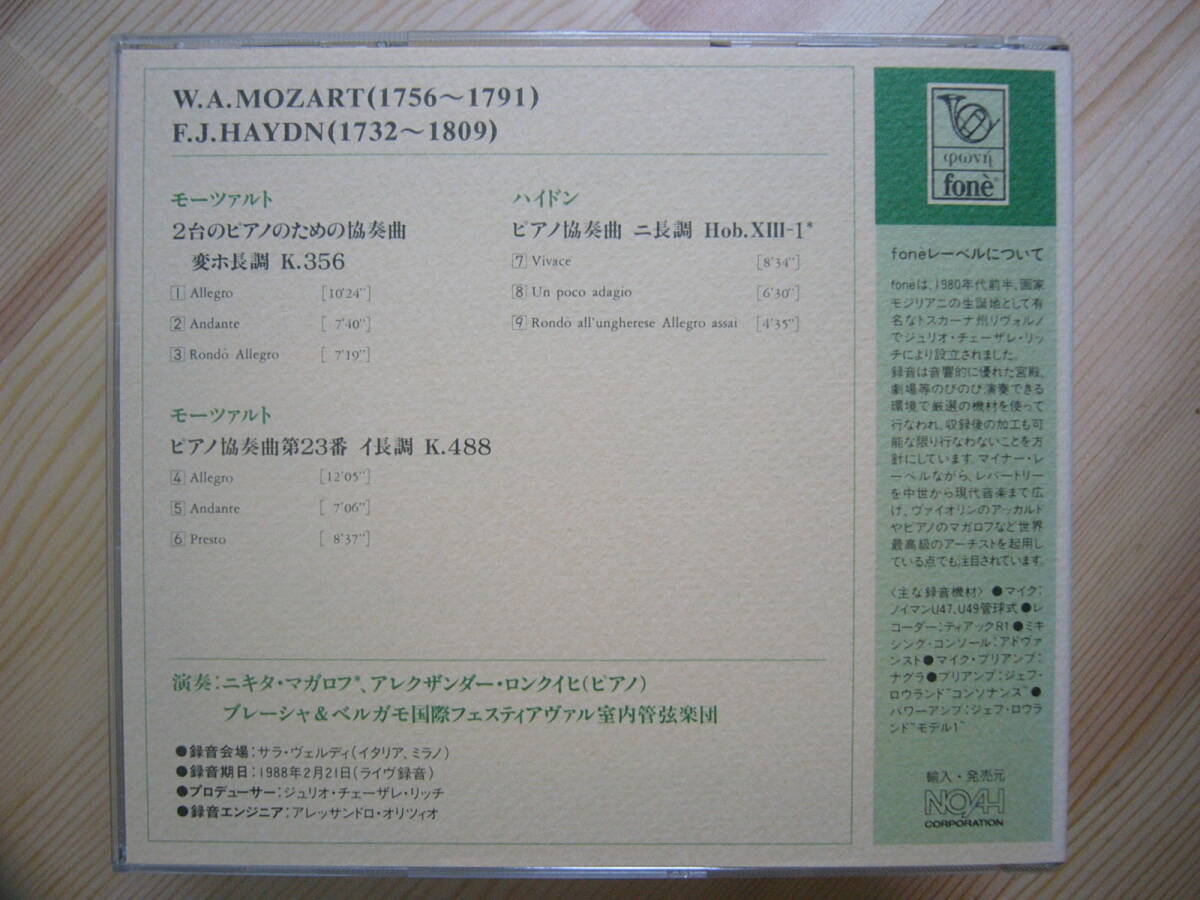 W.A.MOZART(1756〜1791)
F.J.HAYDN(1732〜1809)
モーツァルト
2台のピアノのための協奏曲
変ホ長調 K.356
1 Allegro [10'24"]
2 Andante [ 7'40"]
3 Rondò Allegro [ 7'19"]
モーツァルト
ピアノ協奏曲第23番 イ長調 K.488
4 Allegro [12'05"]
5 Andante [ 7'06"]
6 Presto [ 8'37"]
ハイドン
ピアノ協奏曲 ニ長調 Hob.XIII-1*
7 Vivace [8'34"]
8 Un poco adagio [6'30"]
9 Rondò all'ungherese Allegro assai [4'35"]
演奏:ニキタ・マガロフ*、アレクザンダー・ロンクイヒ(ピアノ)
ブレーシャ&ベルガモ国際フェスティアヴァル室内管弦楽団
●録音会場:サラ・ヴェルディ(イタリア、ミラノ)
●録音期日:1988年2月21日(ライヴ録音)
●プロデューサー:ジュリオ・チェーザレ・リッチ
●録音エンジニア:アレッサンドロ・オリツィオ
φωνή
fonè
fonèレーベルについて
fonèは、1980年代前半、画家
モジリアニの生誕地として有
名なトスカーナ州リヴォルノ
でジュリオ・チェーザレ・リッ
チにより設立されました。
録音は音響的に優れた宮殿、
劇場等のびのび演奏できる
環境で厳選の機材を使って
行なわれ、収録後の加工も可
能な限り行なわないことを方
針にしています。マイナー・レ
ーベルながら、レパートリー
を中世から現代音楽まで広
げ、ヴァイオリンのアッカルド
やピアノのマガロフなど世界
最高級のアーチストを起用し
ている点でも注目されています。
〈主な録音機材〉●マイク:
ノイマンU47、U49管球式●レ
コーダー:ティアックR1●ミキ
シング・コンソール:アドヴァ
ンスト●マイク・プリアンプ:
ナグラ●プリアンプ:ジェフ・
ロウランド"コンソナンス"●
パワーアンプ:ジェフ・ロウラ
ンド"モデル1"
輸入・発売元
NOAH
CORPORATION